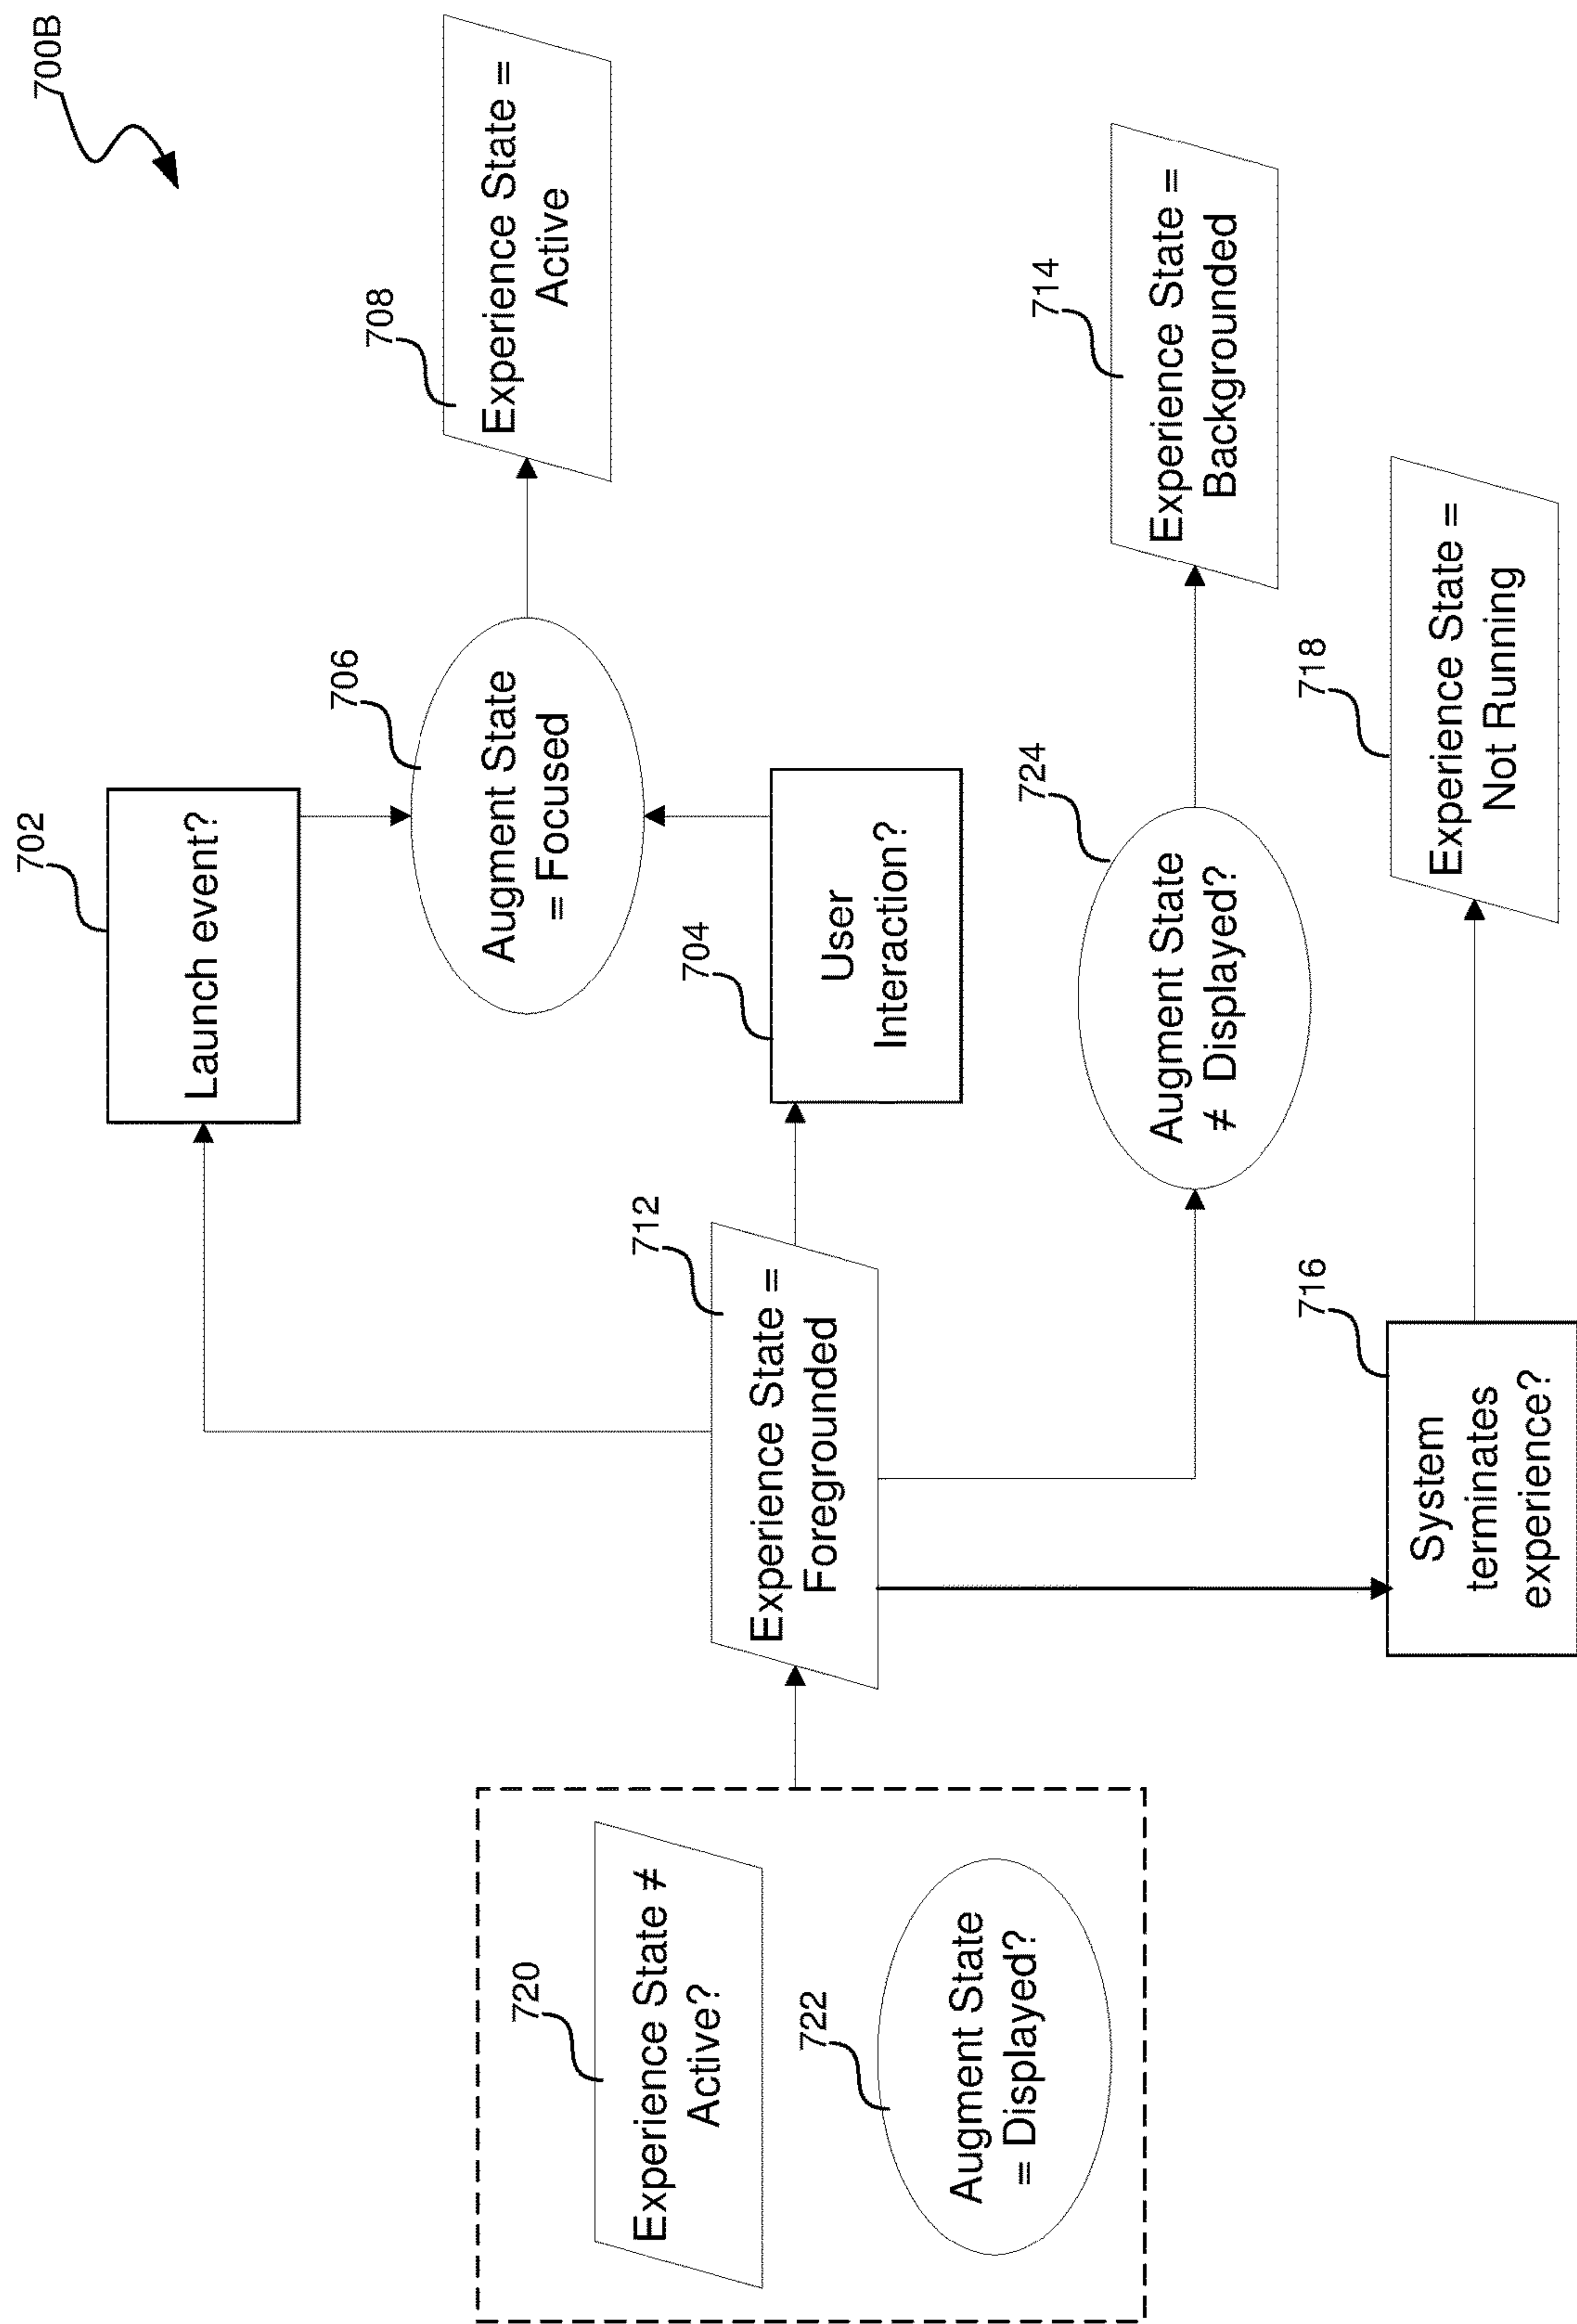 700B
702
Launch event?
706
Augment State
= Focused
708
Experience State =
Active
704
User
Interaction?
712
Experience State =
Foregrounded
720
Experience State ≠
Active?
722
Augment State
= Displayed?
724
Augment State
≠ Displayed?
714
Experience State =
Backgrounded
716
System
terminates
experience?
718
Experience State =
Not Running